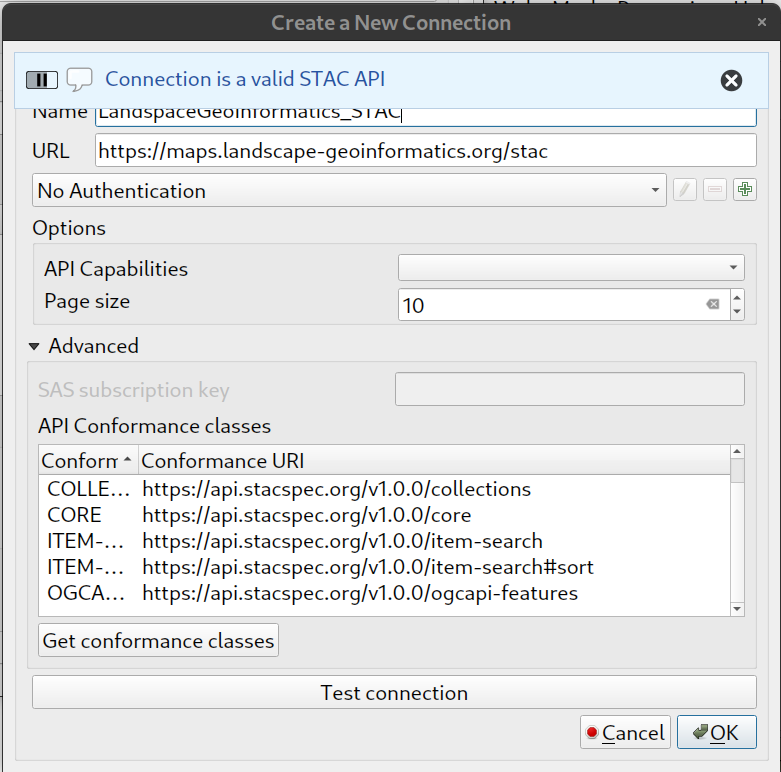 Create a New Connection
Connection is a valid STAC API
Name LandspaceGeoinformatics_STAC
URL https://maps.landscape-geoinformatics.org/stac
No Authentication
Options
API Capabilities
Page size 10
Advanced
SAS subscription key
API Conformance classes
Conform Conformance URI
COLLE... https://api.stacspec.org/v1.0.0/collections
CORE https://api.stacspec.org/v1.0.0/core
ITEM-... https://api.stacspec.org/v1.0.0/item-search
ITEM-... https://api.stacspec.org/v1.0.0/item-search#sort
OGCA... https://api.stacspec.org/v1.0.0/ogcapi-features
Get conformance classes
Test connection
Cancel OK